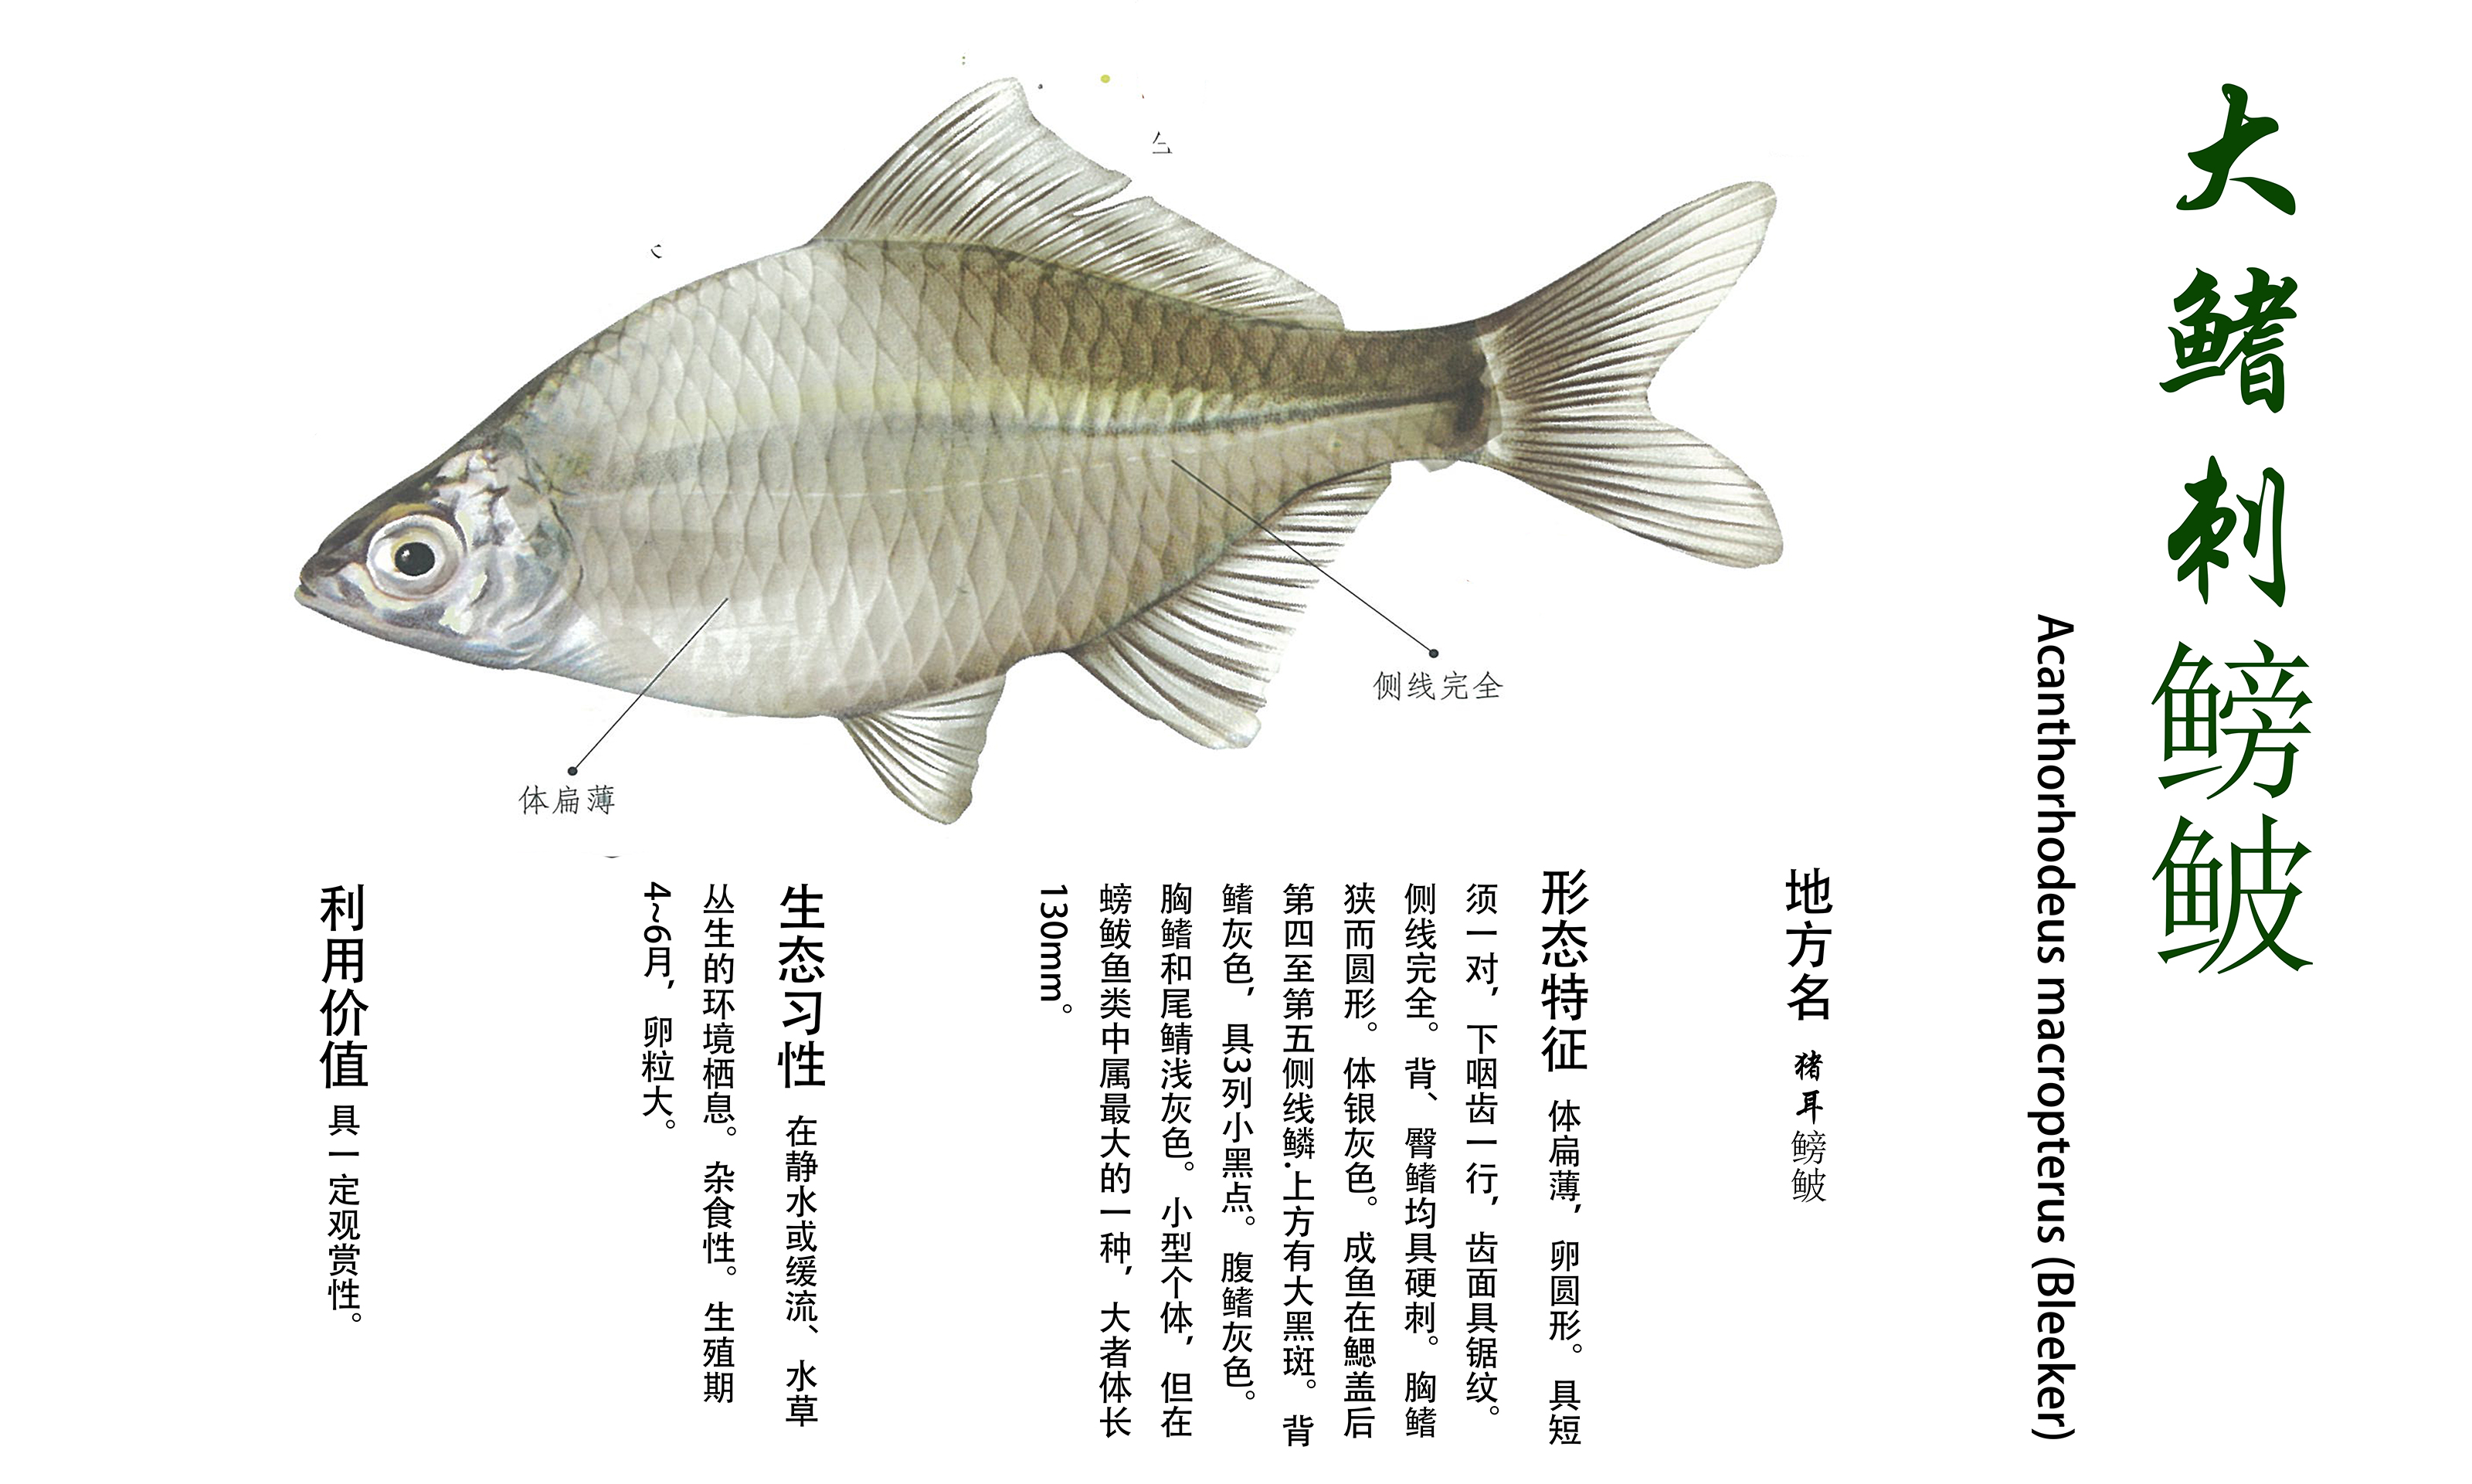 大鳍刺鳑鲏
Acanthorhodeus macropterus (Bleeker)
地方名 猪耳鳑鲏
形态特征 体扁薄，卵圆形。具短
须一对，下咽齿一行，齿面具锯纹。
侧线完全。背、臀鳍均具硬刺。胸鳍
狭而圆形。体银灰色。成鱼在鳃盖后
第四至第五侧线鳞·上方有大黑斑。背
鳍灰色，具3列小黑点。腹鳍灰色。
胸鳍和尾鲭浅灰色。小型个体，但在
螃鲅鱼类中属最大的一种，大者体长
130mm。
生态习性 在静水或缓流、水草
丛生的环境栖息。杂食性。生殖期
4~6月，卵粒大。
利用价值 具一定观赏性。
侧线完全
体扁薄